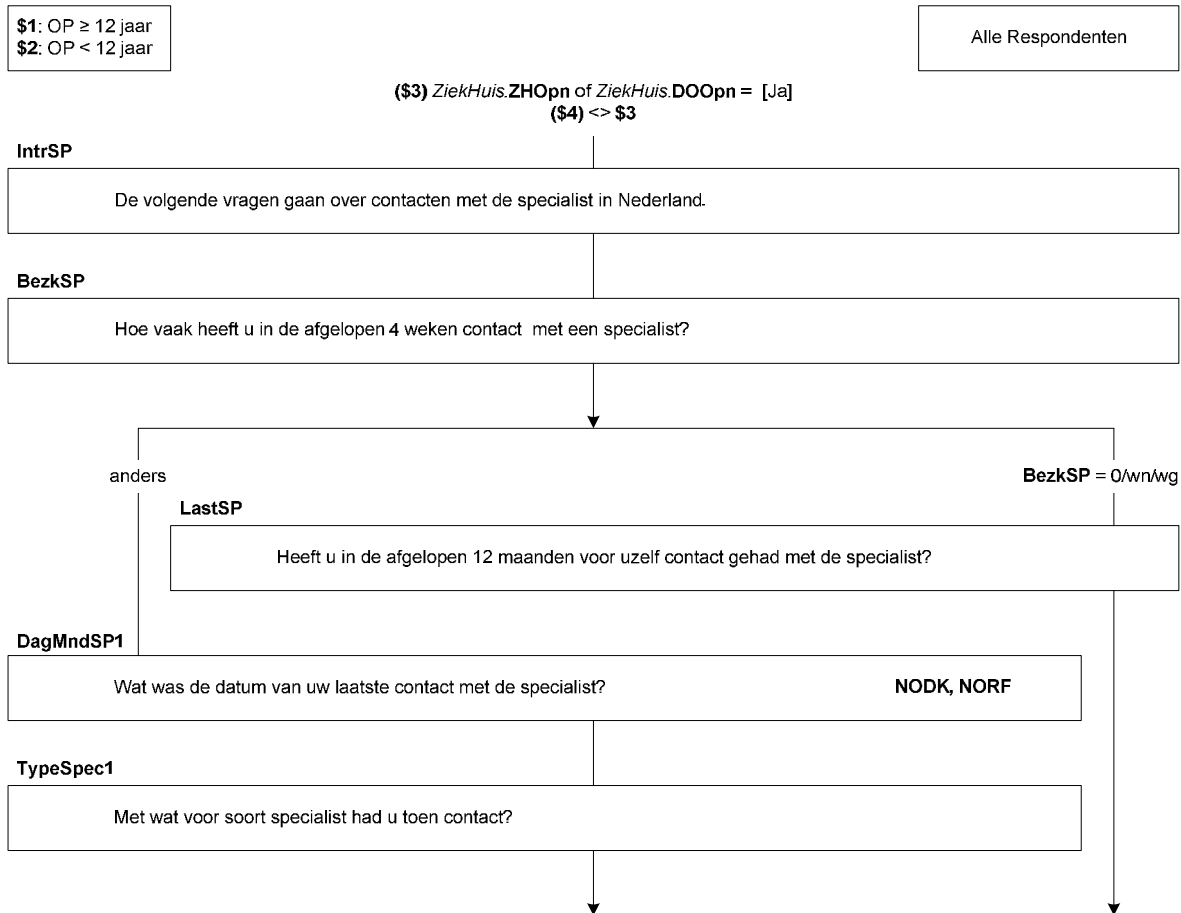 $1: OP ≥ 12 jaar
$2: OP < 12 jaar
Alle Respondenten
($3) ZiekHuis.ZHOpn of ZiekHuis.DOOpn = [Ja]
($4) <> $3
IntrSP
De volgende vragen gaan over contacten met de specialist in Nederland.
BezkSP
Hoe vaak heeft u in de afgelopen 4 weken contact met een specialist?
anders
BezkSP = 0/wn/wg
LastSP
Heeft u in de afgelopen 12 maanden voor uzelf contact gehad met de specialist?
DagMndSP1
Wat was de datum van uw laatste contact met de specialist? NODK, NORF
TypeSpec1
Met wat voor soort specialist had u toen contact?